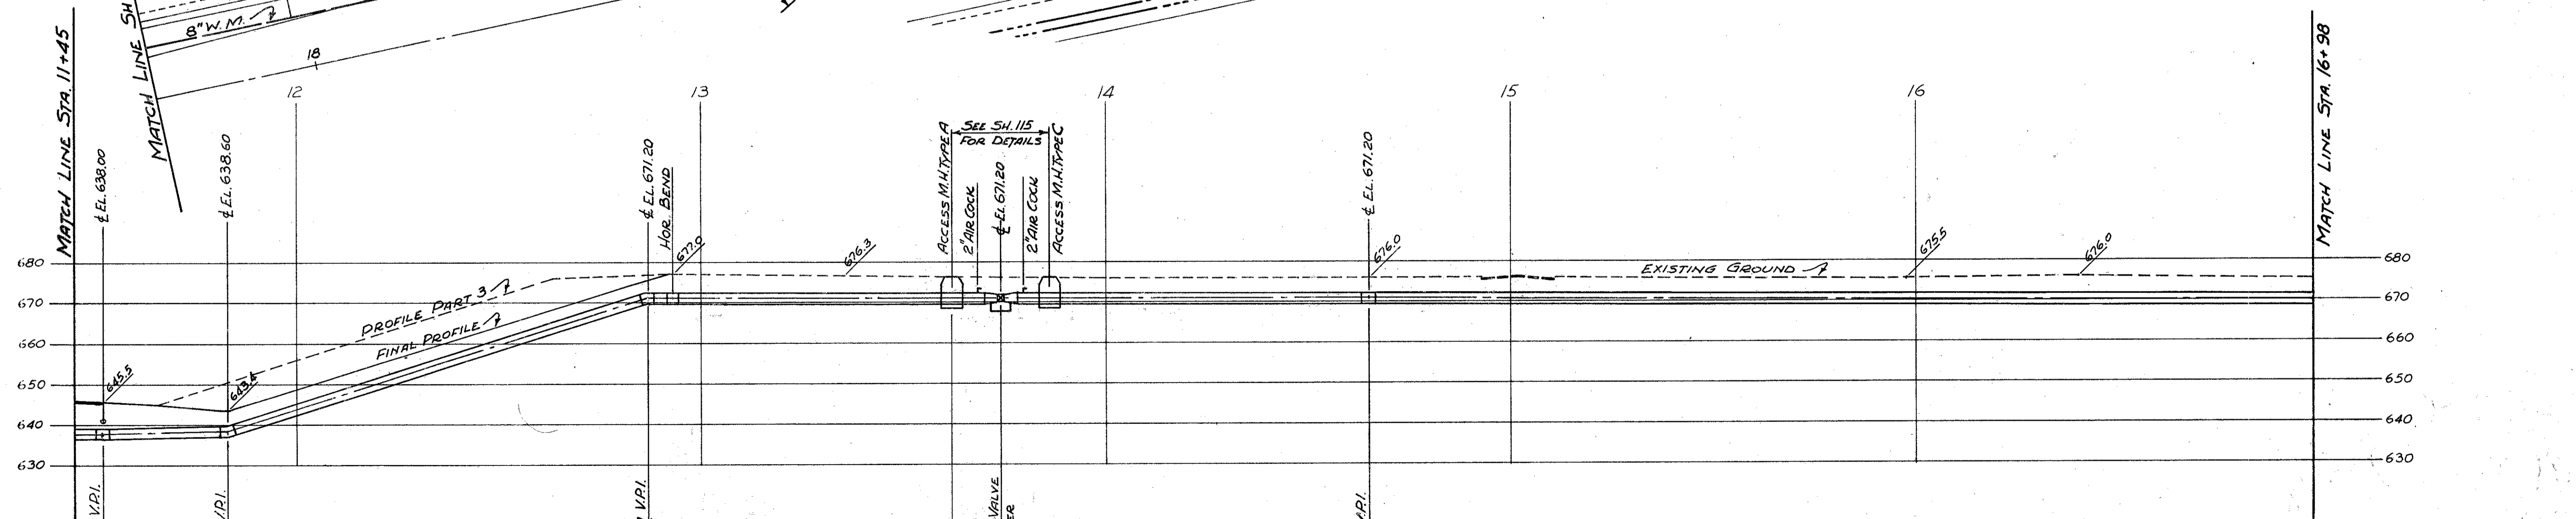 MATCH LINE STA. 11+45
MATCH LINE SH
8" W.M.
18
12
13
14
15
16
MATCH LINE STA. 16+98
₵ EL. 638.00
₵ EL. 638.60
₵ EL. 671.20
HOR. BEND
ACCESS M.H. TYPE A
SEE SH. 115
FOR DETAILS
2" AIR COCK
₵ EL. 671.20
2" AIR COCK
ACCESS M.H. TYPE C
₵ EL. 671.20
677.0
676.3
676.0
675.5
676.0
EXISTING GROUND
PROFILE PART 3
FINAL PROFILE
645.5
643.4
680
670
660
650
640
630
680
670
660
650
640
630
V.P.I.
V.P.I.
V.P.I.
VALVE
ER
V.P.I.